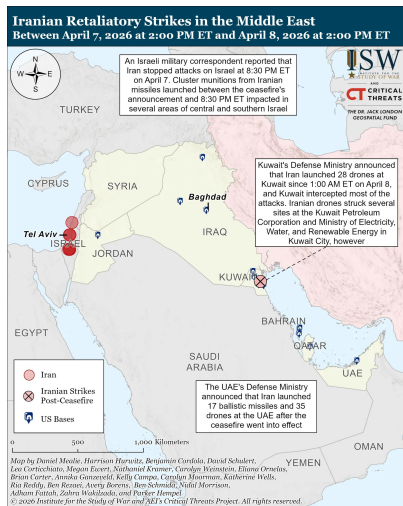 Iranian Retaliatory Strikes in the Middle East
Between April 7, 2026 at 2:00 PM ET and April 8, 2026 at 2:00 PM ET
N
W
E
S
An Israeli military correspondent reported that
Iran stopped attacks on Israel at 8:30 PM ET
on April 7. Cluster munitions from Iranian
missiles launched between the ceasefire's
announcement and 8:30 PM ET impacted in
several areas of central and southern Israel
ISW
INSTITUTE FOR THE
STUDY OF WAR
AND
CT CRITICAL
THREATS
THE DR. JACK LONDON
GEOSPATIAL FUND
TURKEY
CYPRUS
SYRIA
Baghdad
Kuwait's Defense Ministry announced
that Iran launched 28 drones at
Kuwait since 1:00 AM ET on April 8,
and Kuwait intercepted most of the
attacks. Iranian drones struck several
sites at the Kuwait Petroleum
Corporation and Ministry of Electricity,
Water, and Renewable Energy in
Kuwait City, however
Tel Aviv
ISRAEL
JORDAN
IRAQ
KUWAIT
EGYPT
BAHRAIN
QATAR
SAUDI
ARABIA
UAE
Iran
Iranian Strikes
Post-Ceasefire
US Bases
The UAE's Defense Ministry
announced that Iran launched
17 ballistic missiles and 35
drones at the UAE after the
ceasefire went into effect
0
500
1,000 Kilometers
OMAN
YEMEN
Map by Daniel Mealie, Harrison Hurwitz, Benjamin Cordola, David Schulert,
Lea Corticchiato, Megan Ewert, Nathaniel Kramer, Carolyn Weinstein, Eliana Ornelas,
Brian Carter, Annika Ganzeveld, Kelly Campa, Carolyn Moorman, Katherine Wells,
Ria Reddy, Ben Rezaei, Avery Borens, Ben Schmida, Nidal Morrison,
Adham Fattah, Zahra Wakilzada, and Parker Hempel
© 2026 Institute for the Study of War and AEI's Critical Threats Project. All rights reserved.